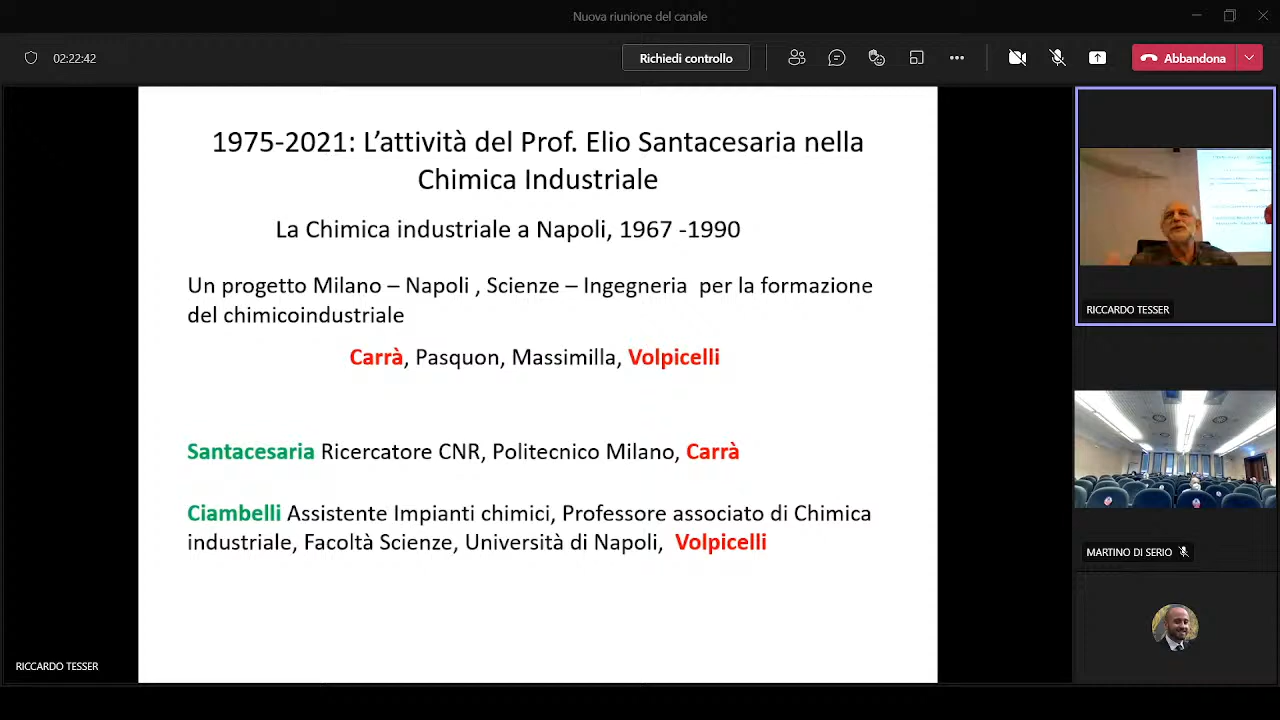 Nuova riunione del canale
02:22:42
Richiedi controllo
Abbandona
1975-2021: L’attività del Prof. Elio Santacesaria nella
Chimica Industriale
La Chimica industriale a Napoli, 1967 -1990
Un progetto Milano – Napoli , Scienze – Ingegneria per la formazione
del chimicoindustriale
Carrà, Pasquon, Massimilla, Volpicelli
Santacesaria Ricercatore CNR, Politecnico Milano, Carrà
Ciambelli Assistente Impianti chimici, Professore associato di Chimica
industriale, Facoltà Scienze, Università di Napoli, Volpicelli
RICCARDO TESSER
RICCARDO TESSER
MARTINO DI SERIO